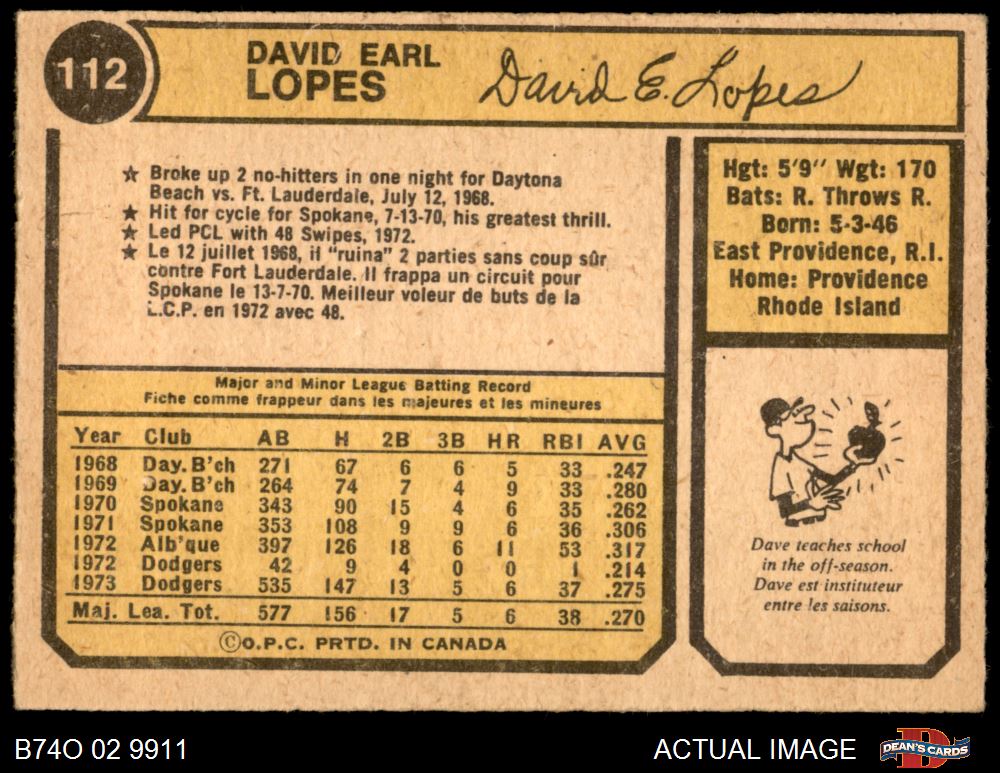 112
DAVID EARL
LOPES
David E. Lopes
☆ Broke up 2 no-hitters in one night for Daytona
Beach vs. Ft. Lauderdale, July 12, 1968.
★ Hit for cycle for Spokane, 7-13-70, his greatest thrill.
★ Led PCL with 48 Swipes, 1972.
★ Le 12 juillet 1968, il "ruina" 2 parties sans coup sûr
contre Fort Lauderdale. Il frappa un circuit pour
Spokane le 13-7-70. Meilleur voleur de buts de la
L.C.P. en 1972 avec 48.
Hgt: 5'9" Wgt: 170
Bats: R. Throws R.
Born: 5-3-46
East Providence, R.I.
Home: Providence
Rhode Island
Major and Minor League Batting Record
Fiche comme frappeur dans les majeures et les mineures
Year Club AB H 2B 3B HR RBI AVG
1968 Day. B'ch 271 67 6 6 5 33 .247
1969 Day. B'ch 264 74 7 4 9 33 .280
1970 Spokane 343 90 15 4 6 35 .262
1971 Spokane 353 108 9 9 6 36 .306
1972 Alb'que 397 126 18 6 11 53 .317
1972 Dodgers 42 9 4 0 0 1 .214
1973 Dodgers 535 147 13 5 6 37 .275
Maj. Lea. Tot. 577 156 17 5 6 38 .270
©O.P.C. PRTD. IN CANADA
Dave teaches school
in the off-season.
Dave est instituteur
entre les saisons.
B74O 02 9911
ACTUAL IMAGE
DEAN'S CARDS